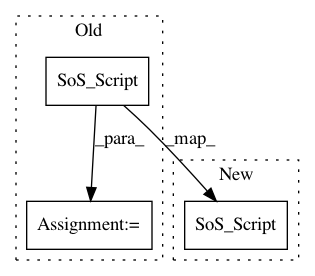 Old
SoS_Script
_para_
_map_
New
Assignment:=
SoS_Script